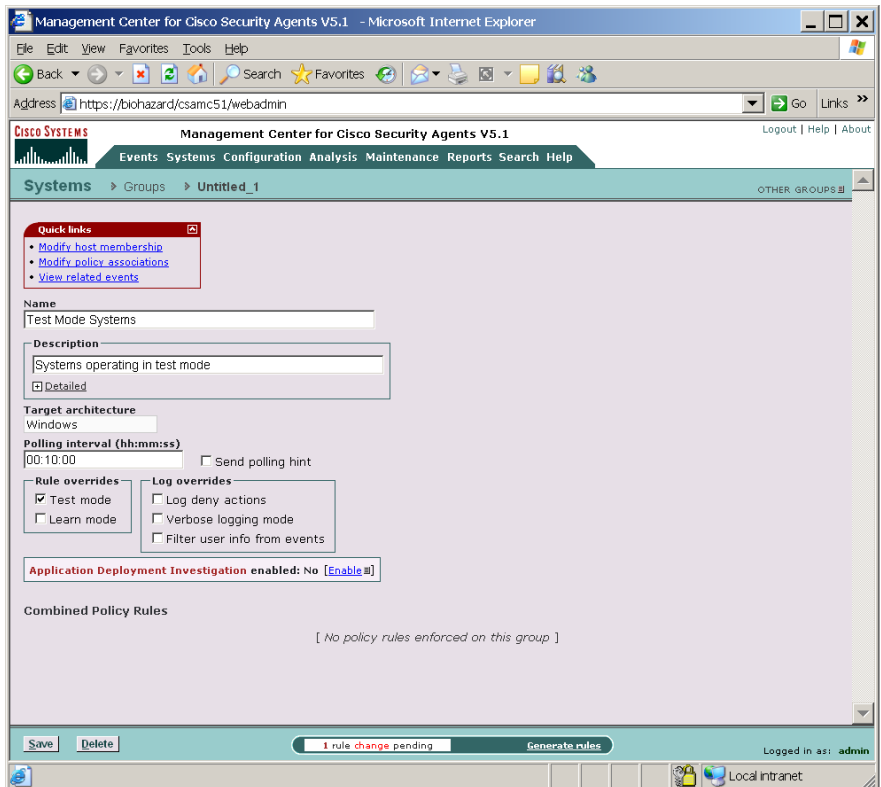 Management Center for Cisco Security Agents V5.1 - Microsoft Internet Explorer
File Edit View Favorites Tools Help
Back Search Favorites
Address https://biohazard/csamc51/webadmin Go Links »
CISCO SYSTEMS Management Center for Cisco Security Agents V5.1 Logout | Help | About
Events Systems Configuration Analysis Maintenance Reports Search Help
Systems Groups Untitled_1 OTHER GROUPS
Quick links
• Modify host membership
• Modify policy associations
• View related events
Name
Test Mode Systems
Description
Systems operating in test mode
Detailed
Target architecture
Windows
Polling interval (hh:mm:ss)
00:10:00 Send polling hint
Rule overrides Log overrides
Test mode Log deny actions
Learn mode Verbose logging mode
Filter user info from events
Application Deployment Investigation enabled: No [Enable]
Combined Policy Rules
[ No policy rules enforced on this group ]
Save Delete 1 rule change pending Generate rules Logged in as: admin
Local intranet